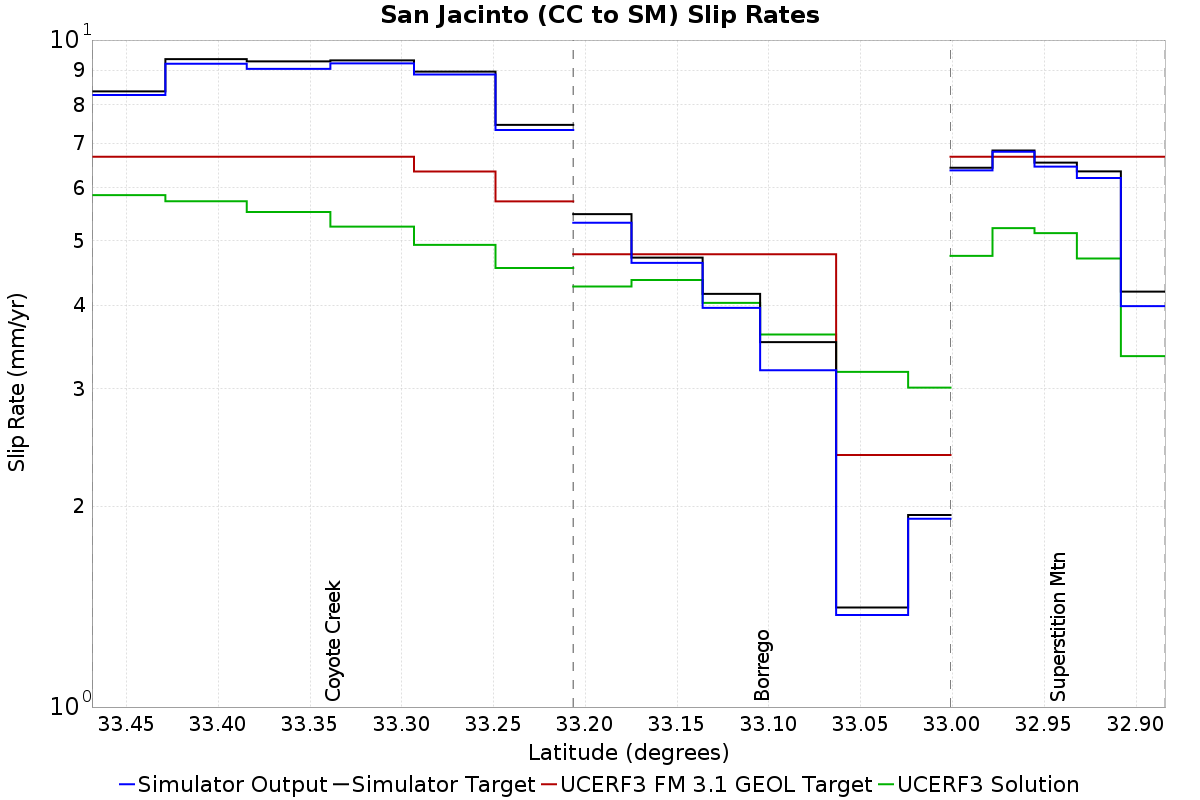 San Jacinto (CC to SM) Slip Rates
Slip Rate (mm/yr)
10¹
9
8
7
6
5
4
3
2
10⁰
Coyote Creek
Borrego
Superstition Mtn
33.45 33.40 33.35 33.30 33.25 33.20 33.15 33.10 33.05 33.00 32.95 32.90
Latitude (degrees)
Simulator Output Simulator Target UCERF3 FM 3.1 GEOL Target UCERF3 Solution